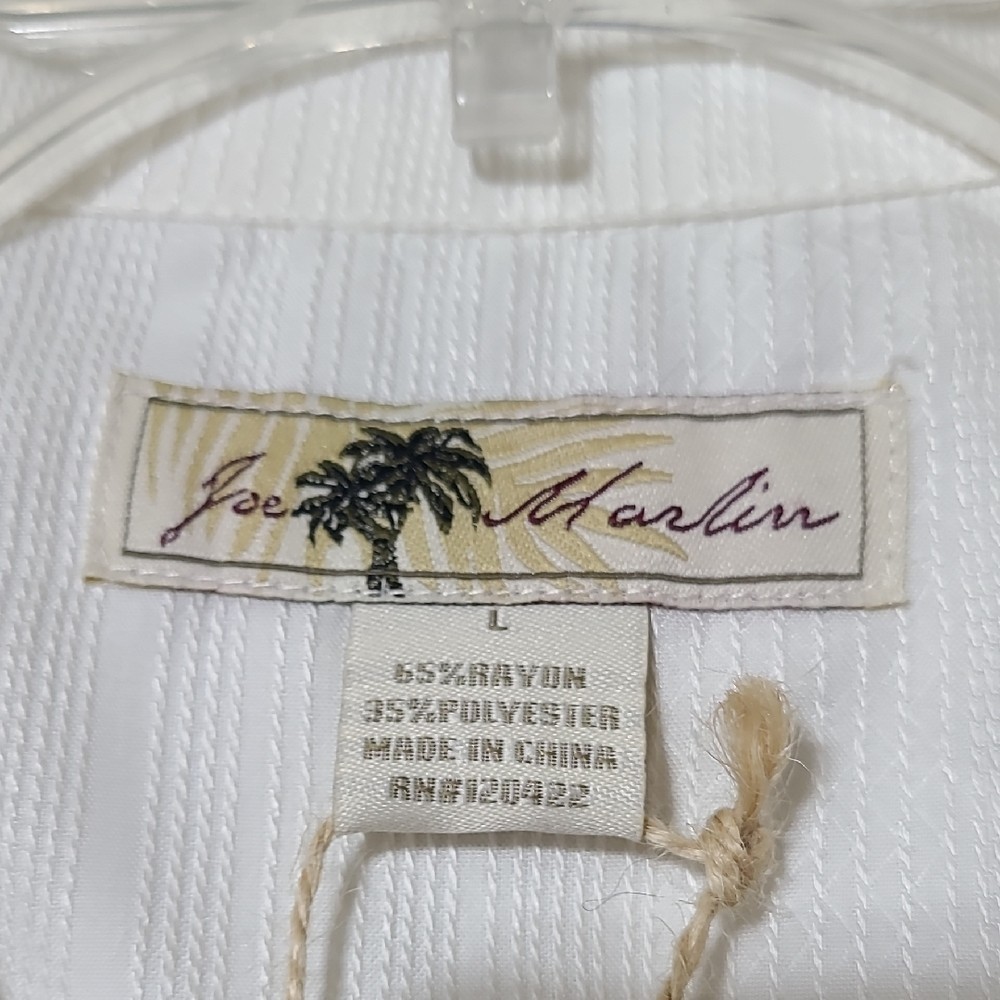 Joe Marlin
L
65%RAYON
35%POLYESTER
MADE IN CHINA
RN#120422